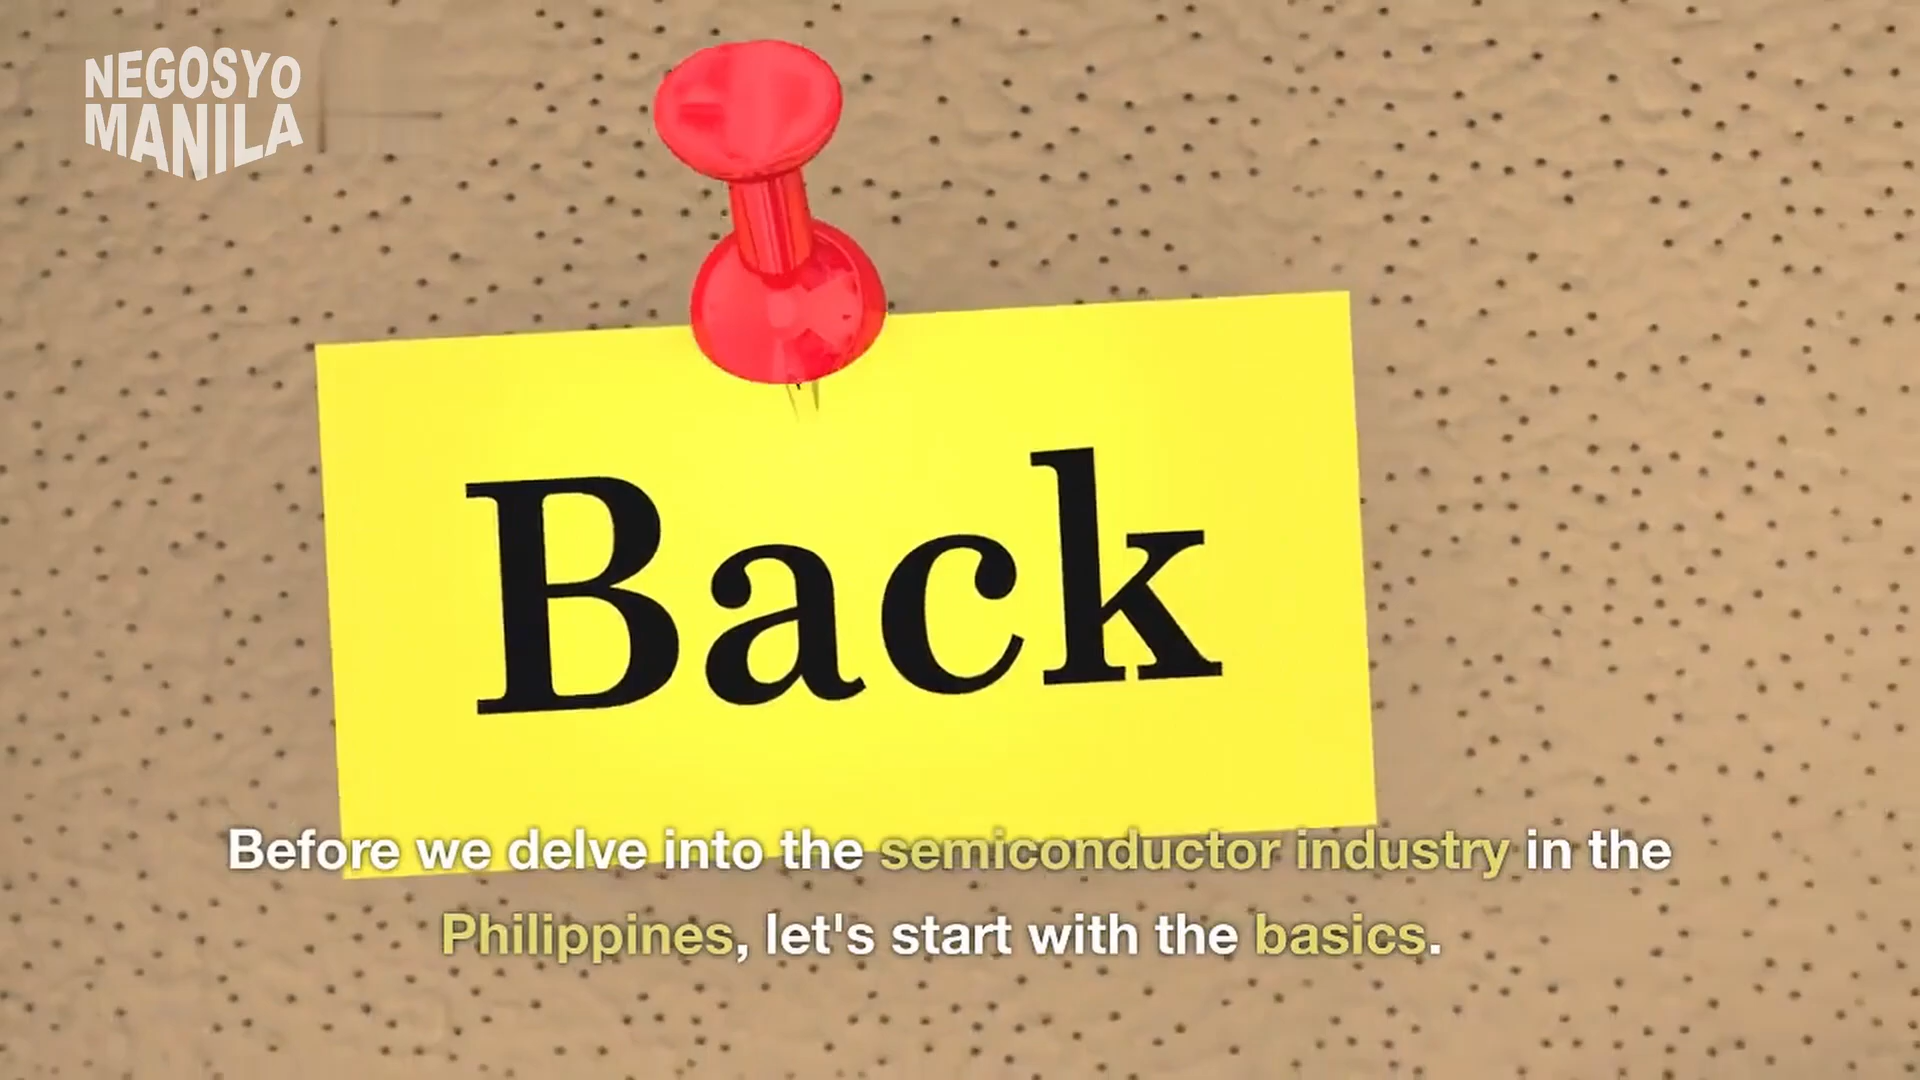 NEGOSYO
MANILA
Back
Before we delve into the semiconductor industry in the
Philippines, let's start with the basics.